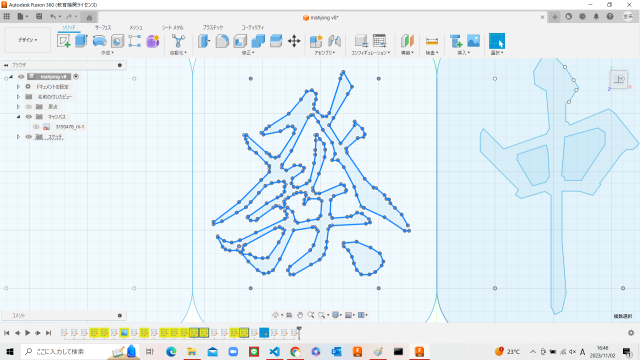 Autodesk Fusion 360 (教育機関ライセンス)
mahjong v8*
デザイン
ソリッド サーフェス メッシュ シート メタル プラスチック ユーティリティ
作成 自動化 修正 アセンブリ コンフィギュレーション 構築 検査 挿入 選択
ブラウザ
mahjong v8
ドキュメントの設定
名前の付いたビュー
原点
キャンバス
3193476_m-1
スケッチ
發
コメント
複数選択
ここに入力して検索
23°C
A
16:46
2023/11/02